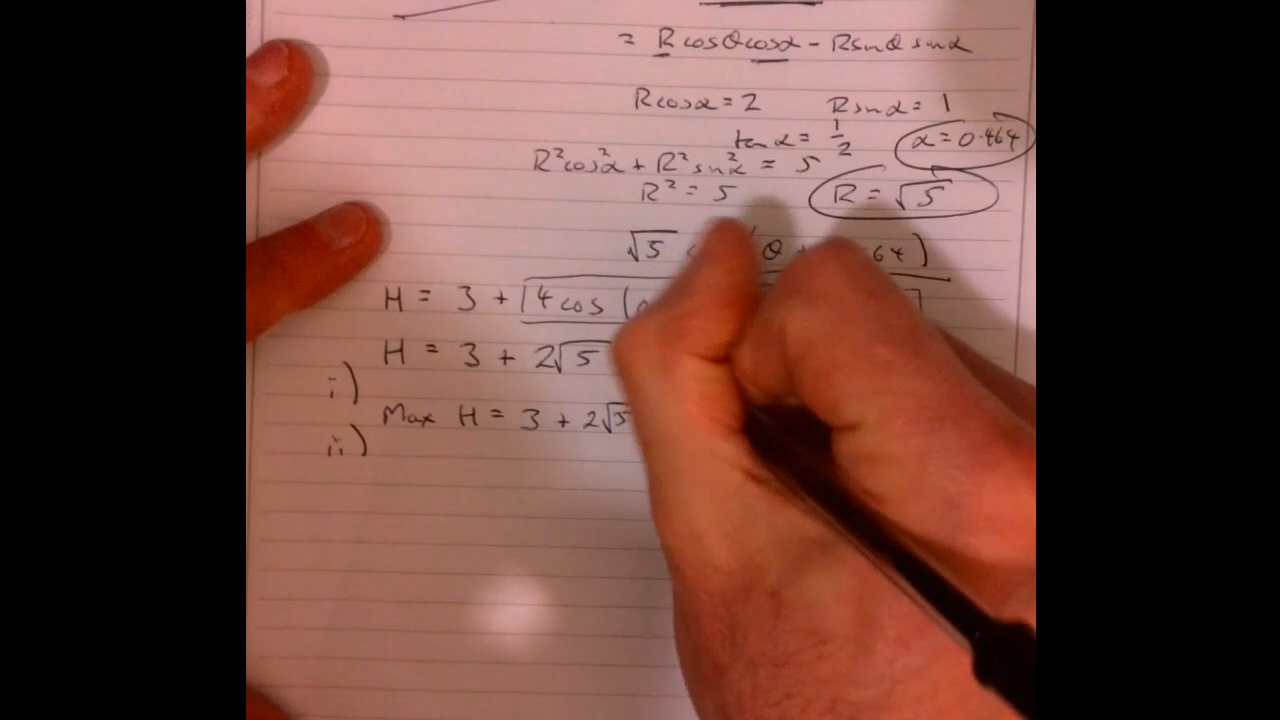 = Rcosθcosα - Rsinθsinα
Rcosα = 2 Rsinα = 1
tanα = 1/2 α = 0.464
R²cos²α + R²sin²α = 5
R² = 5 R = √5
√5 θ 64)
H = 3 + [4cos(
H = 3 + 2√5
i)
Max H = 3 + 2√5
ii)